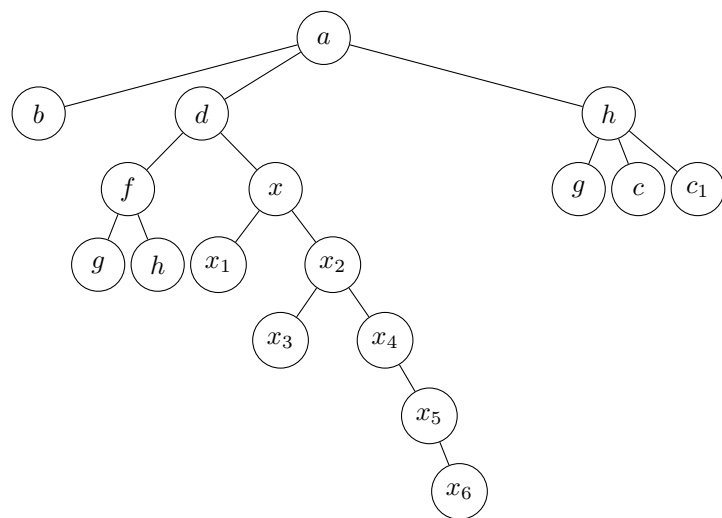 a
b d h
f x g c c₁
g h x₁ x₂
x₃ x₄
x₅
x₆